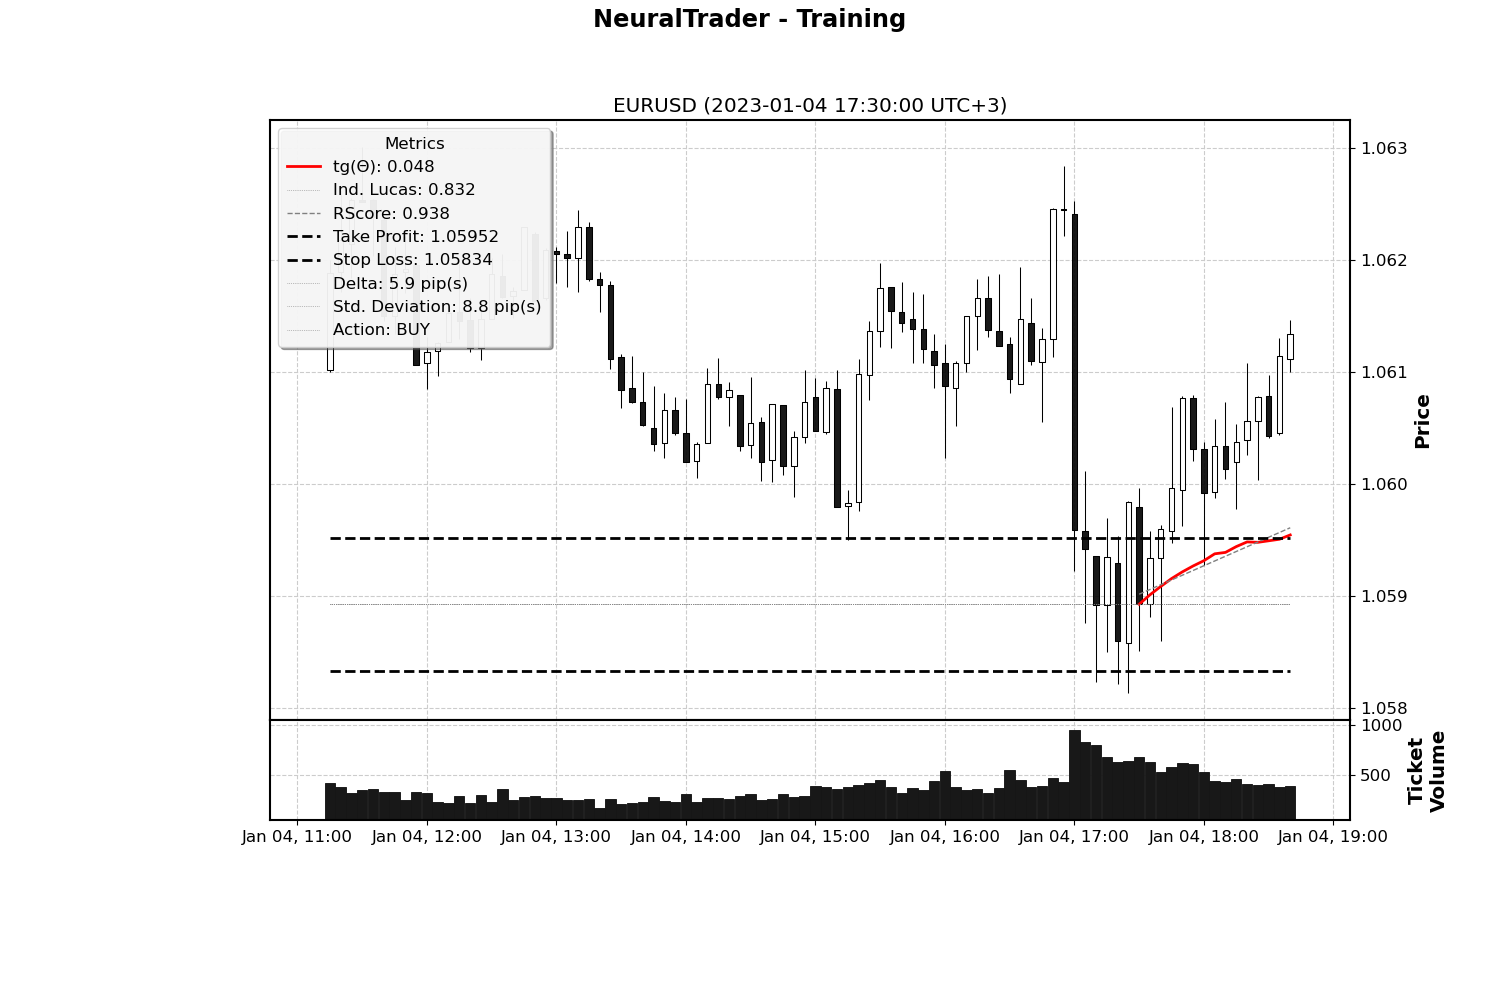 NeuralTrader - Training
EURUSD (2023-01-04 17:30:00 UTC+3)
Metrics
tg(Θ): 0.048
Ind. Lucas: 0.832
RScore: 0.938
Take Profit: 1.05952
Stop Loss: 1.05834
Delta: 5.9 pip(s)
Std. Deviation: 8.8 pip(s)
Action: BUY
1.063
1.062
1.061
1.060
1.059
1.058
Price
1000
500
Ticket
Volume
Jan 04, 11:00
Jan 04, 12:00
Jan 04, 13:00
Jan 04, 14:00
Jan 04, 15:00
Jan 04, 16:00
Jan 04, 17:00
Jan 04, 18:00
Jan 04, 19:00